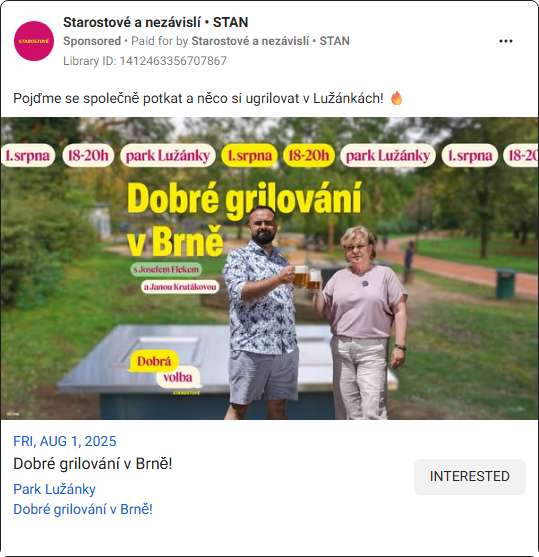 Starostové a nezávislí • STAN
Sponsored • Paid for by Starostové a nezávislí • STAN
Library ID: 1412463356707867
STAROSTOVÉ
Pojďme se společně potkat a něco si ugrilovat v Lužánkách! 🔥
1.srpna 18-20h park Lužánky 1.srpna 18-20h park Lužánky 1.srpna 18-20
Dobré grilování
v Brně
s Josefem Flekem
a Janou Krutákovou
Dobrá
volba
STAROSTOVÉ
FRI, AUG 1, 2025
Dobré grilování v Brně!
INTERESTED
Park Lužánky
Dobré grilování v Brně!